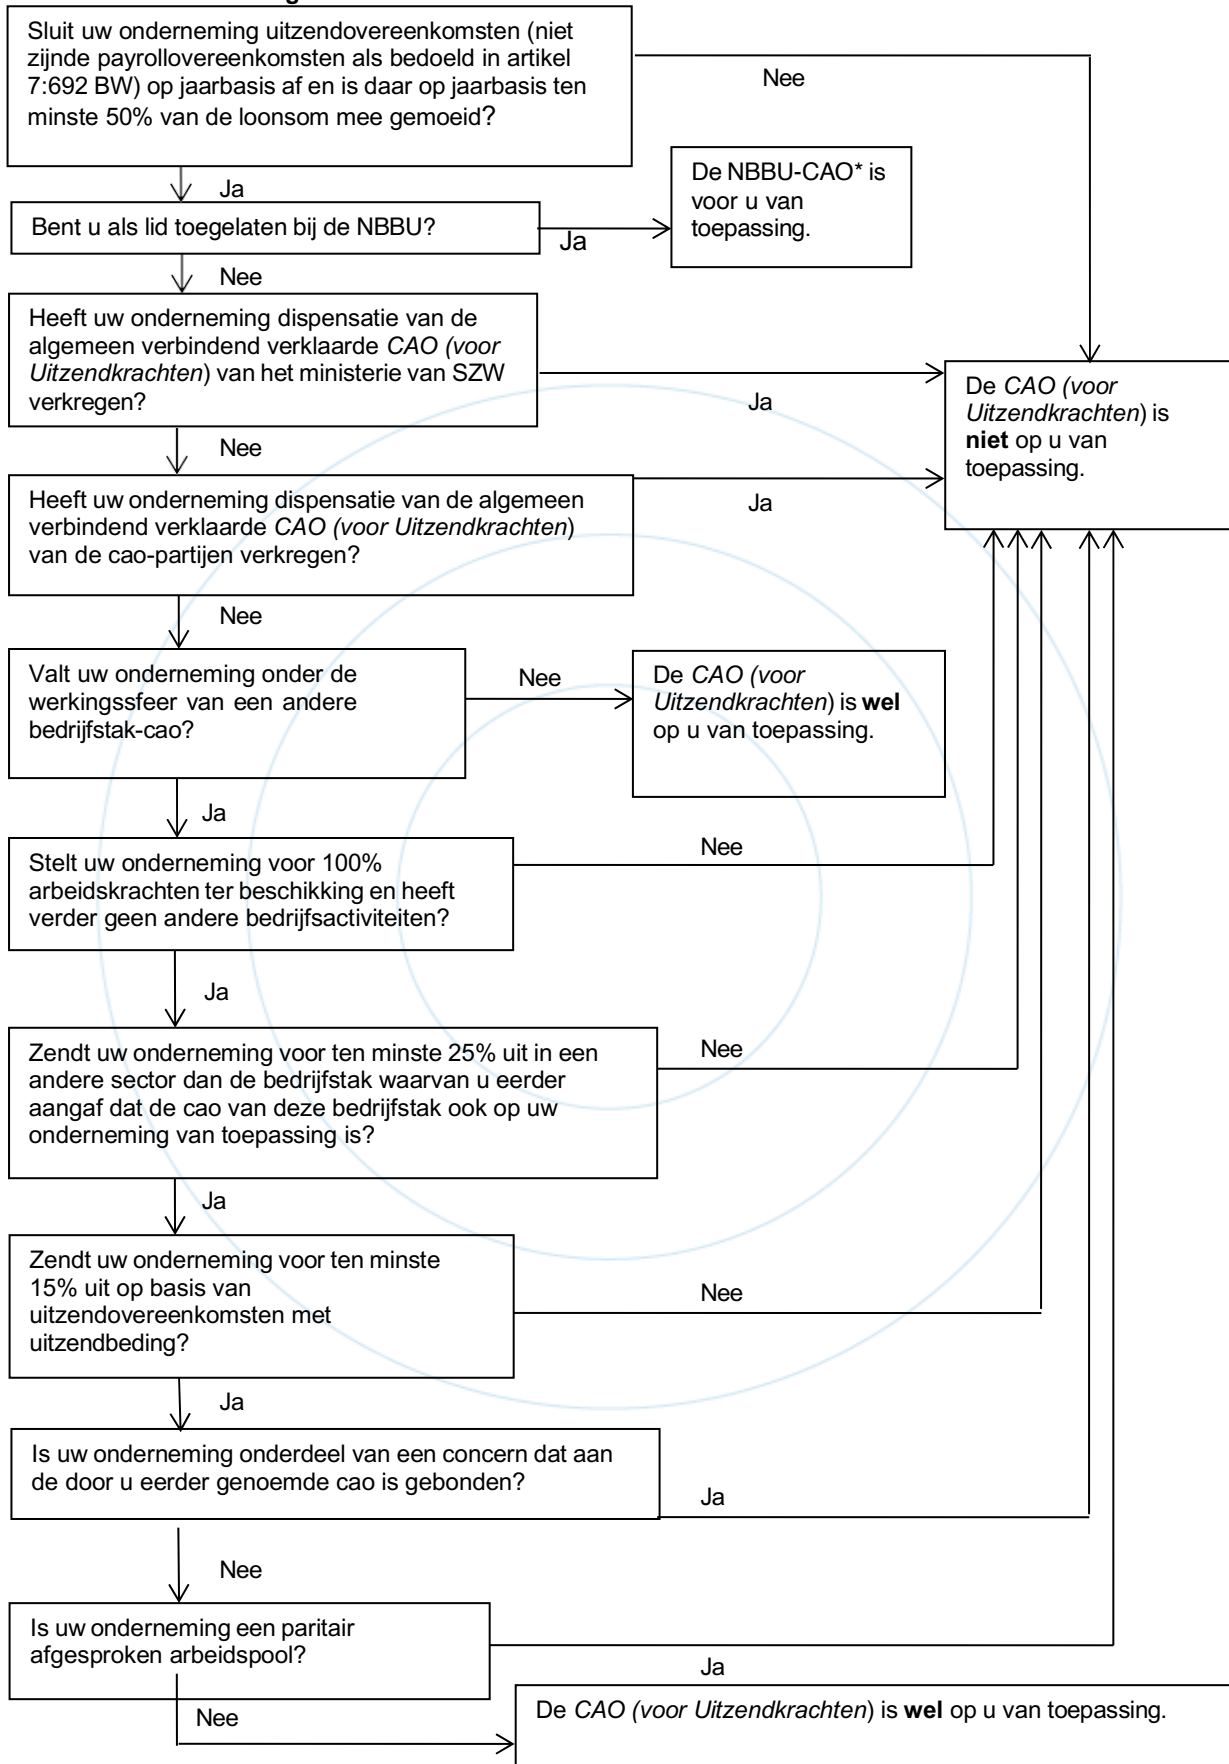 Sluit uw onderneming uitzendovereenkomsten (niet
zijnde payrollovereenkomsten als bedoeld in artikel
7:692 BW) op jaarbasis af en is daar op jaarbasis ten
minste 50% van de loonsom mee gemoeid?
Nee
Ja
De NBBU-CAO* is
voor u van
toepassing.
Bent u als lid toegelaten bij de NBBU?
Ja
Nee
Heeft uw onderneming dispensatie van de
algemeen verbindend verklaarde CAO (voor
Uitzendkrachten) van het ministerie van SZW
verkregen?
Ja
De CAO (voor
Uitzendkrachten) is
niet op u van
toepassing.
Nee
Heeft uw onderneming dispensatie van de algemeen
verbindend verklaarde CAO (voor Uitzendkrachten)
van de cao-partijen verkregen?
Ja
Nee
Valt uw onderneming onder de
werkingssfeer van een andere
bedrijfstak-cao?
Nee
De CAO (voor
Uitzendkrachten) is wel
op u van toepassing.
Ja
Stelt uw onderneming voor 100%
arbeidskrachten ter beschikking en heeft
verder geen andere bedrijfsactiviteiten?
Nee
Ja
Zendt uw onderneming voor ten minste 25% uit in een
andere sector dan de bedrijfstak waarvan u eerder
aangaf dat de cao van deze bedrijfstak ook op uw
onderneming van toepassing is?
Nee
Ja
Zendt uw onderneming voor ten minste
15% uit op basis van
uitzendovereenkomsten met
uitzendbeding?
Nee
Ja
Is uw onderneming onderdeel van een concern dat aan
de door u eerder genoemde cao is gebonden?
Ja
Nee
Is uw onderneming een paritair
afgesproken arbeidspool?
Ja
Nee
De CAO (voor Uitzendkrachten) is wel op u van toepassing.